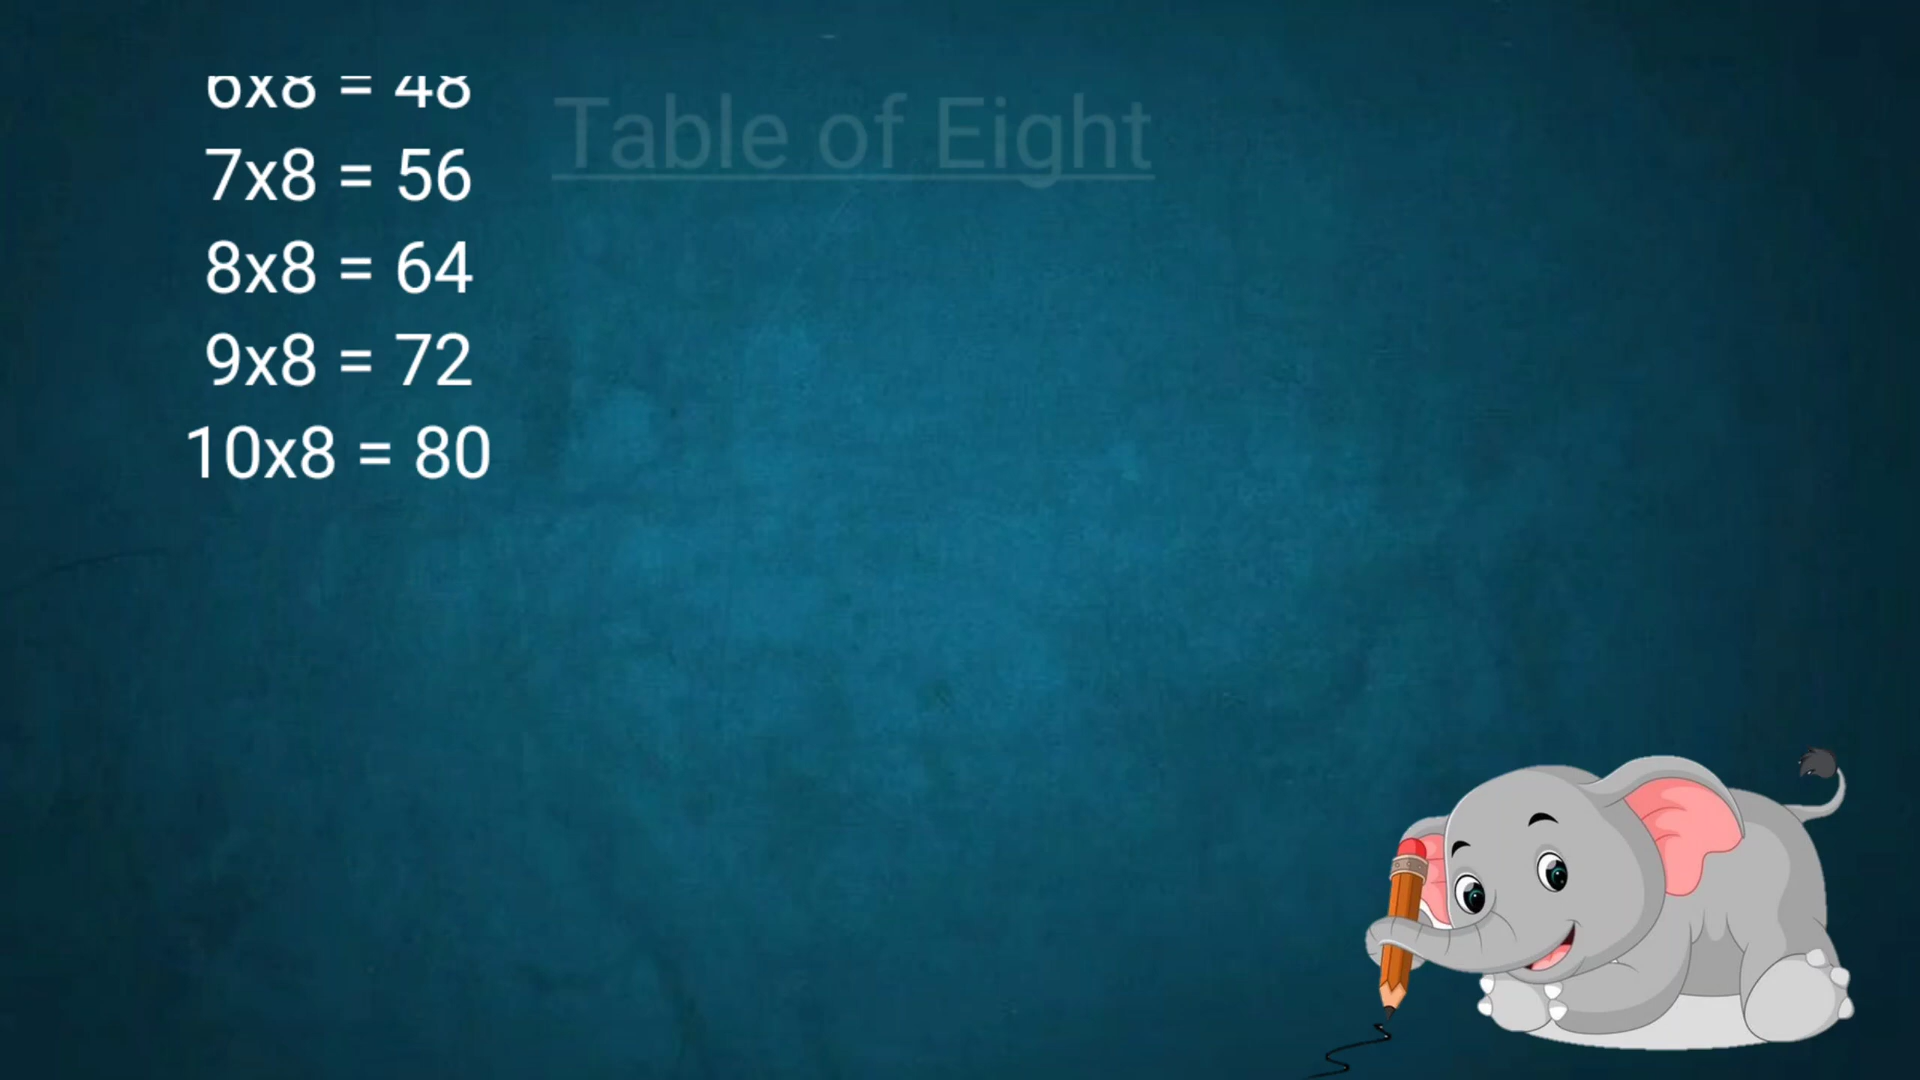 6x8 = 48
Table of Eight
7x8 = 56
8x8 = 64
9x8 = 72
10x8 = 80